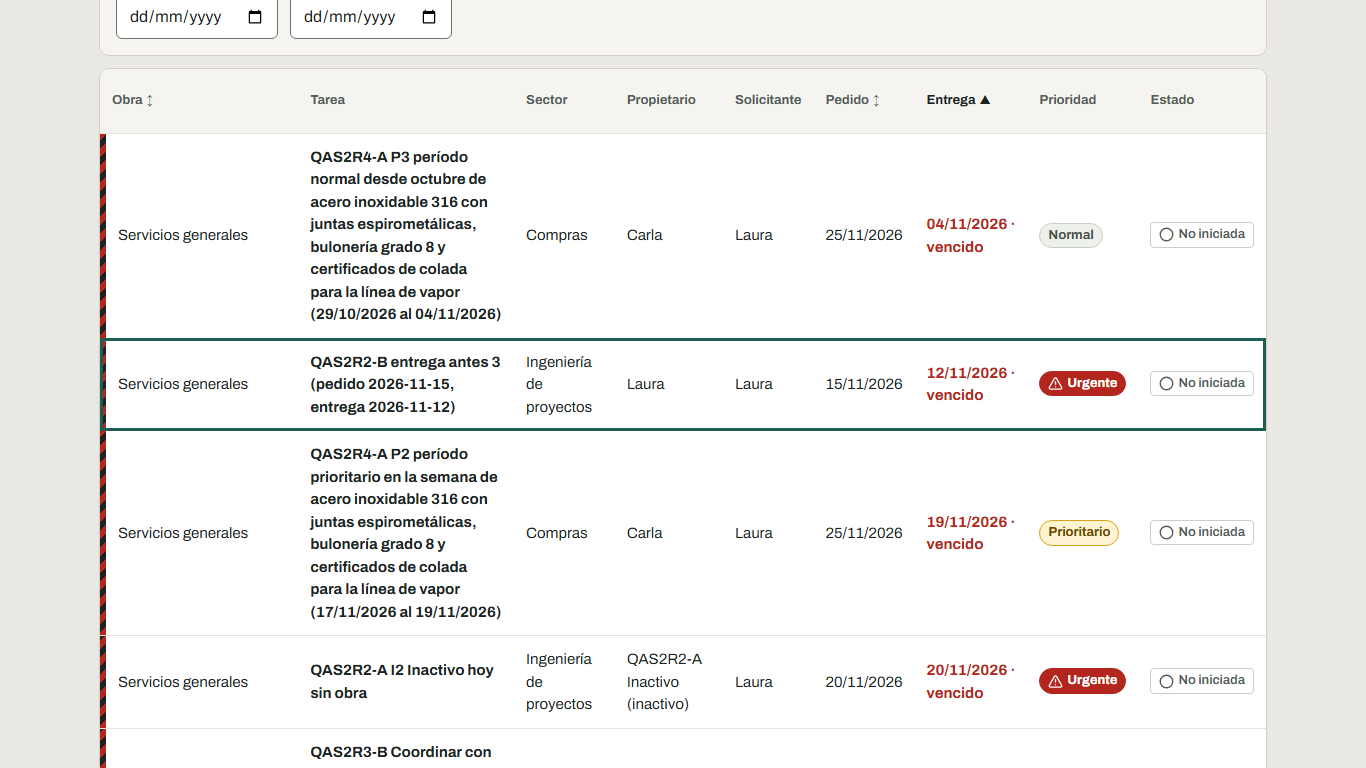 dd/mm/yyyy dd/mm/yyyy
Obra ↕ Tarea Sector Propietario Solicitante Pedido ↕ Entrega ▲ Prioridad Estado
QAS2R4-A P3 período
normal desde octubre de
acero inoxidable 316 con
juntas espirometálicas,
bulonería grado 8 y
certificados de colada
para la línea de vapor
(29/10/2026 al 04/11/2026)
Servicios generales
Compras
Carla
Laura
25/11/2026
04/11/2026 ·
vencido
Normal
No iniciada
Servicios generales
QAS2R2-B entrega antes 3
(pedido 2026-11-15,
entrega 2026-11-12)
Ingeniería
de
proyectos
Laura
Laura
15/11/2026
12/11/2026 ·
vencido
Urgente
No iniciada
Servicios generales
QAS2R4-A P2 período
prioritario en la semana de
acero inoxidable 316 con
juntas espirometálicas,
bulonería grado 8 y
certificados de colada
para la línea de vapor
(17/11/2026 al 19/11/2026)
Compras
Carla
Laura
25/11/2026
19/11/2026 ·
vencido
Prioritario
No iniciada
Servicios generales
QAS2R2-A I2 Inactivo hoy
sin obra
Ingeniería
de
proyectos
QAS2R2-A
Inactivo
(inactivo)
Laura
20/11/2026
20/11/2026 ·
vencido
Urgente
No iniciada
QAS2R3-B Coordinar con